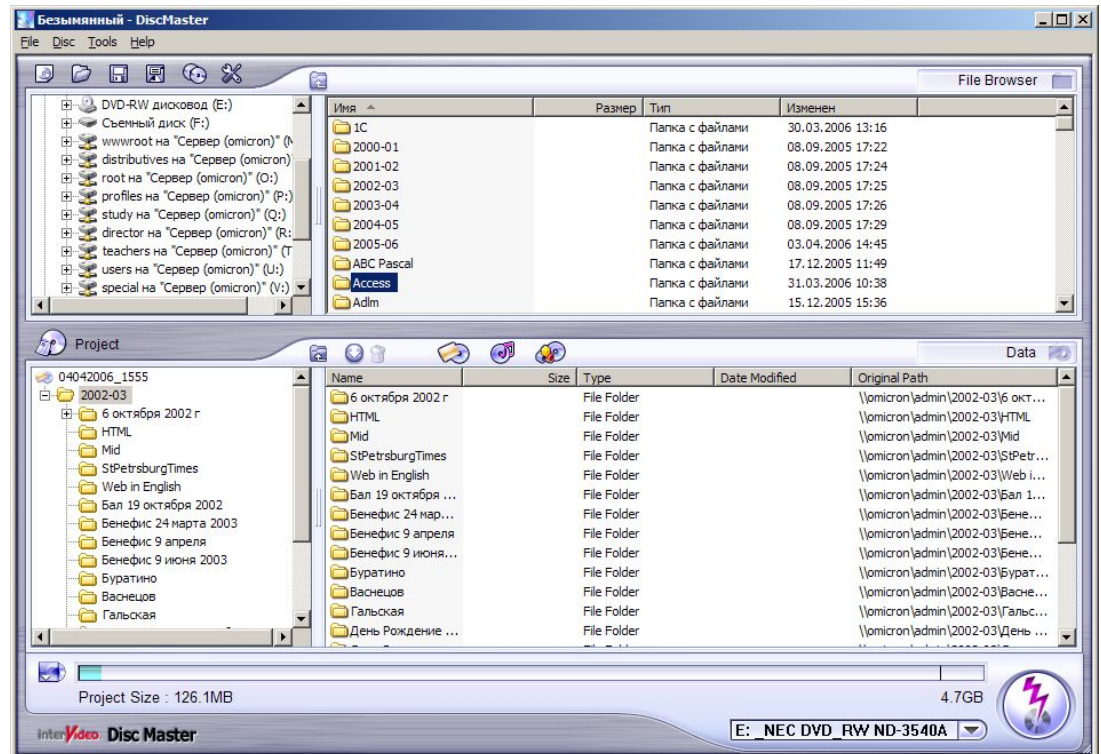 Безымянный - DiscMaster
File Disc Tools Help
File Browser
DVD-RW дисковод (E:)
Съемный диск (F:)
wwwroot на "Сервер (omicron)" (
distributives на "Сервер (omicron)
root на "Сервер (omicron)" (O:)
profiles на "Сервер (omicron)" (P:)
study на "Сервер (omicron)" (Q:)
director на "Сервер (omicron)" (R:
teachers на "Сервер (omicron)" (T
users на "Сервер (omicron)" (U:)
special на "Сервер (omicron)" (V:)
Имя Размер Тип Изменен
1C Папка с файлами 30.03.2006 13:16
2000-01 Папка с файлами 08.09.2005 17:22
2001-02 Папка с файлами 08.09.2005 17:24
2002-03 Папка с файлами 08.09.2005 17:25
2003-04 Папка с файлами 08.09.2005 17:26
2004-05 Папка с файлами 08.09.2005 17:29
2005-06 Папка с файлами 03.04.2006 14:45
ABC Pascal Папка с файлами 17.12.2005 11:49
Access Папка с файлами 31.03.2006 10:38
Adlm Папка с файлами 15.12.2005 15:36
Project
Data
04042006_1555
2002-03
6 октября 2002 г
HTML
Mid
StPetrsburgTimes
Web in English
Бал 19 октября 2002
Бенефис 24 марта 2003
Бенефис 9 апреля
Бенефис 9 июня 2003
Буратино
Васнецов
Гальская
Name Size Type Date Modified Original Path
6 октября 2002 г File Folder \\omicron\admin\2002-03\6 окт...
HTML File Folder \\omicron\admin\2002-03\HTML
Mid File Folder \\omicron\admin\2002-03\Mid
StPetrsburgTimes File Folder \\omicron\admin\2002-03\StPetr...
Web in English File Folder \\omicron\admin\2002-03\Web i...
Бал 19 октября ... File Folder \\omicron\admin\2002-03\Бал 1...
Бенефис 24 мар... File Folder \\omicron\admin\2002-03\Бене...
Бенефис 9 апреля File Folder \\omicron\admin\2002-03\Бене...
Бенефис 9 июня... File Folder \\omicron\admin\2002-03\Бене...
Буратино File Folder \\omicron\admin\2002-03\Бурат...
Васнецов File Folder \\omicron\admin\2002-03\Васне...
Гальская File Folder \\omicron\admin\2002-03\Гальс...
День Рождение ... File Folder \\omicron\admin\2002-03\День ...
Project Size : 126.1MB
4.7GB
InterVideo Disc Master
E: _NEC DVD_RW ND-3540A